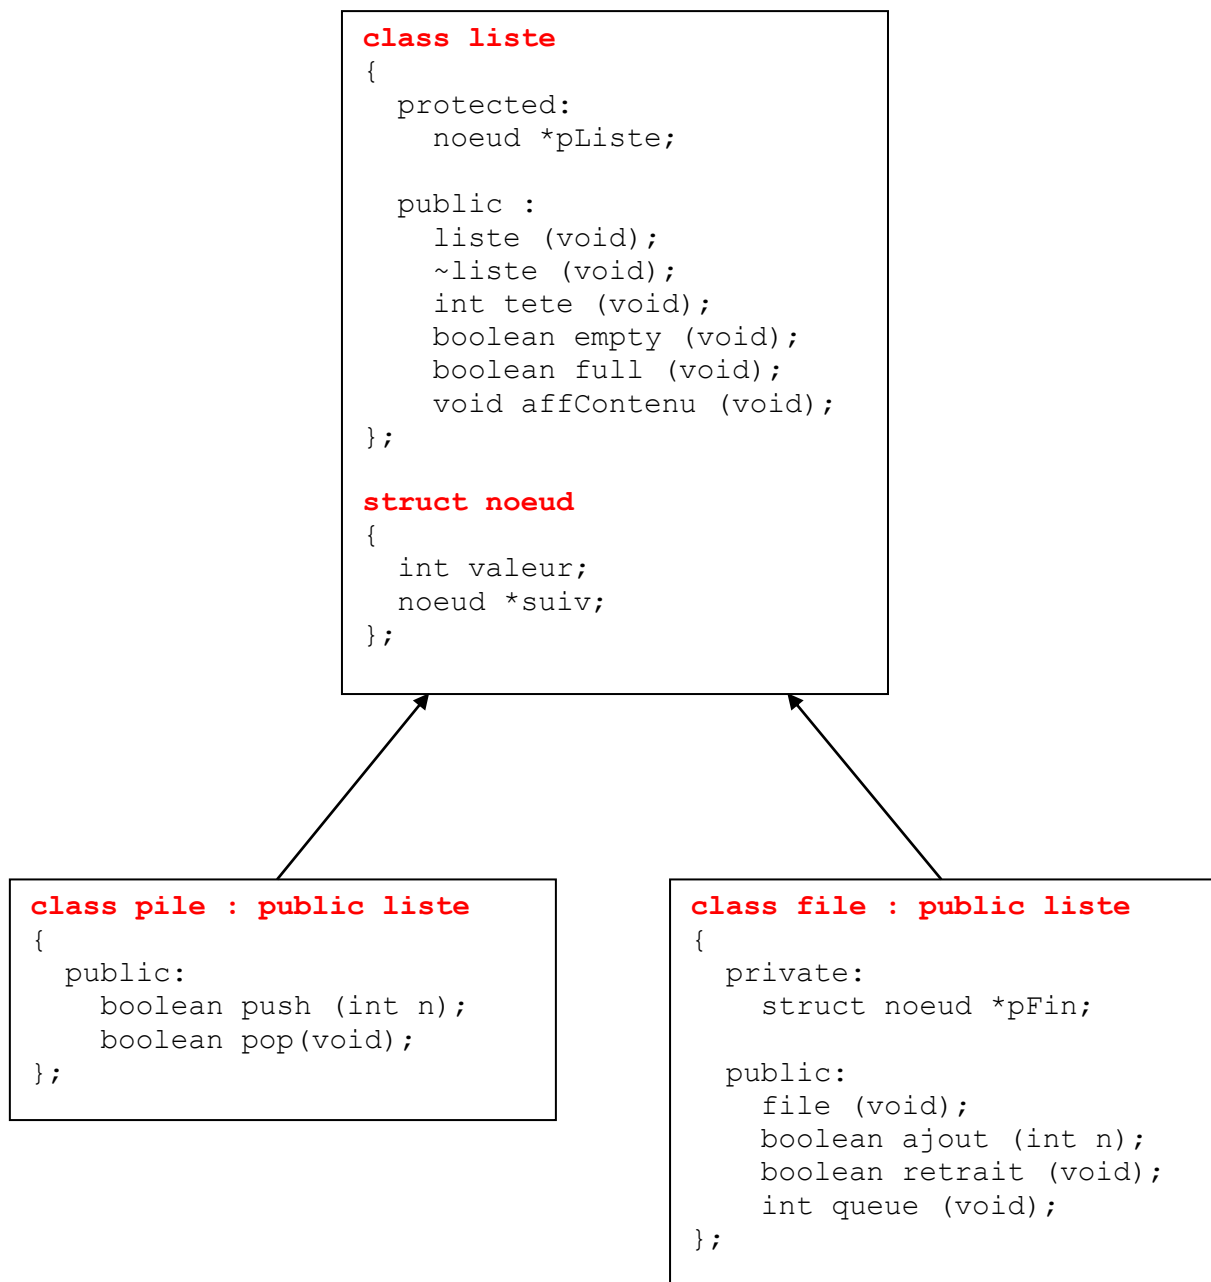 class liste
{
  protected:
    noeud *pListe;

  public :
    liste (void);
    ~liste (void);
    int tete (void);
    boolean empty (void);
    boolean full (void);
    void affContenu (void);
};

struct noeud
{
  int valeur;
  noeud *suiv;
};

class pile : public liste
{
  public:
    boolean push (int n);
    boolean pop(void);
};

class file : public liste
{
  private:
    struct noeud *pFin;

  public:
    file (void);
    boolean ajout (int n);
    boolean retrait (void);
    int queue (void);
};